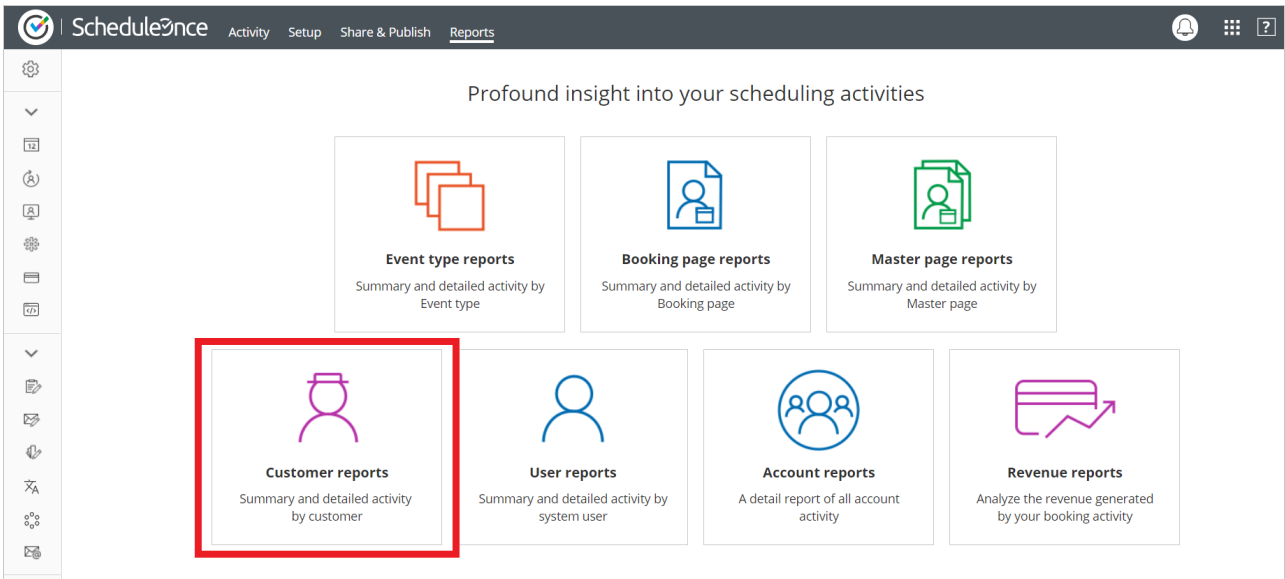 ScheduleOnce Activity Setup Share & Publish Reports ?
Profound insight into your scheduling activities
12
Event type reports
Summary and detailed activity by
Event type
Booking page reports
Summary and detailed activity by
Booking page
Master page reports
Summary and detailed activity by
Master page
Customer reports
Summary and detailed activity
by customer
User reports
Summary and detailed activity by
system user
Account reports
A detail report of all account
activity
Revenue reports
Analyze the revenue generated
by your booking activity